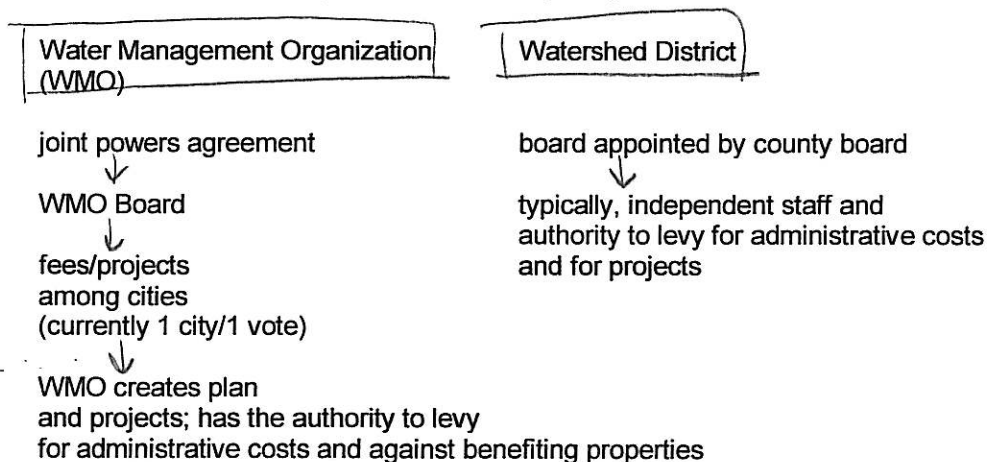 Water Management Organization
(WMO)
joint powers agreement
WMO Board
fees/projects
among cities
(currently 1 city/1 vote)
WMO creates plan
and projects; has the authority to levy
for administrative costs and against benefiting properties
Watershed District
board appointed by county board
typically, independent staff and
authority to levy for administrative costs
and for projects